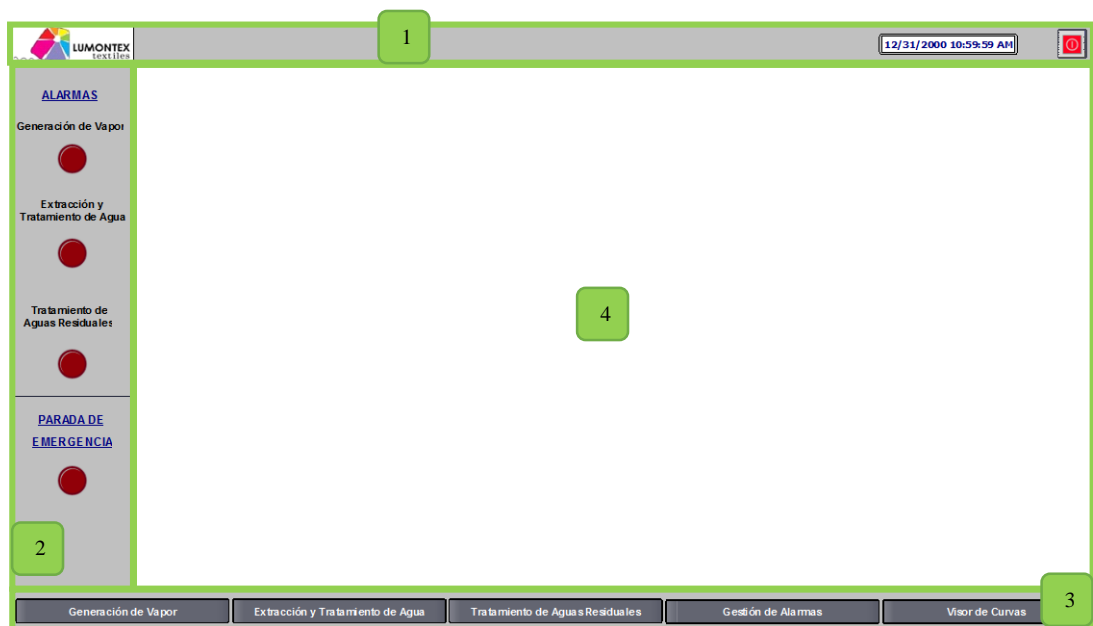 1
LUMONTEX
textiles
12/31/2000 10:59:59 AM
ALARMAS
Generación de Vapor
Extracción y
Tratamiento de Agua
Tratamiento de
Aguas Residuales
4
PARADA DE
EMERGENCIA
2
3
Generación de Vapor
Extracción y Tratamiento de Agua
Tratamiento de Aguas Residuales
Gestión de Alarmas
Visor de Curvas